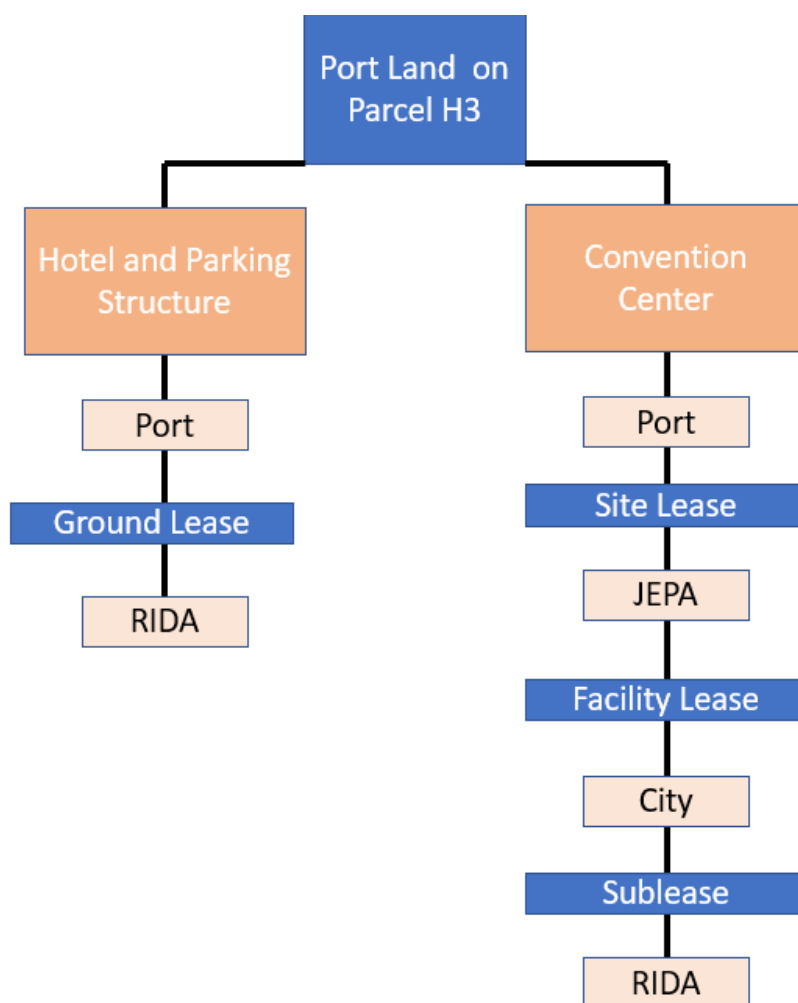 Port Land on
Parcel H3
Hotel and Parking
Structure
Port
Ground Lease
RIDA
Convention
Center
Port
Site Lease
JEPA
Facility Lease
City
Sublease
RIDA